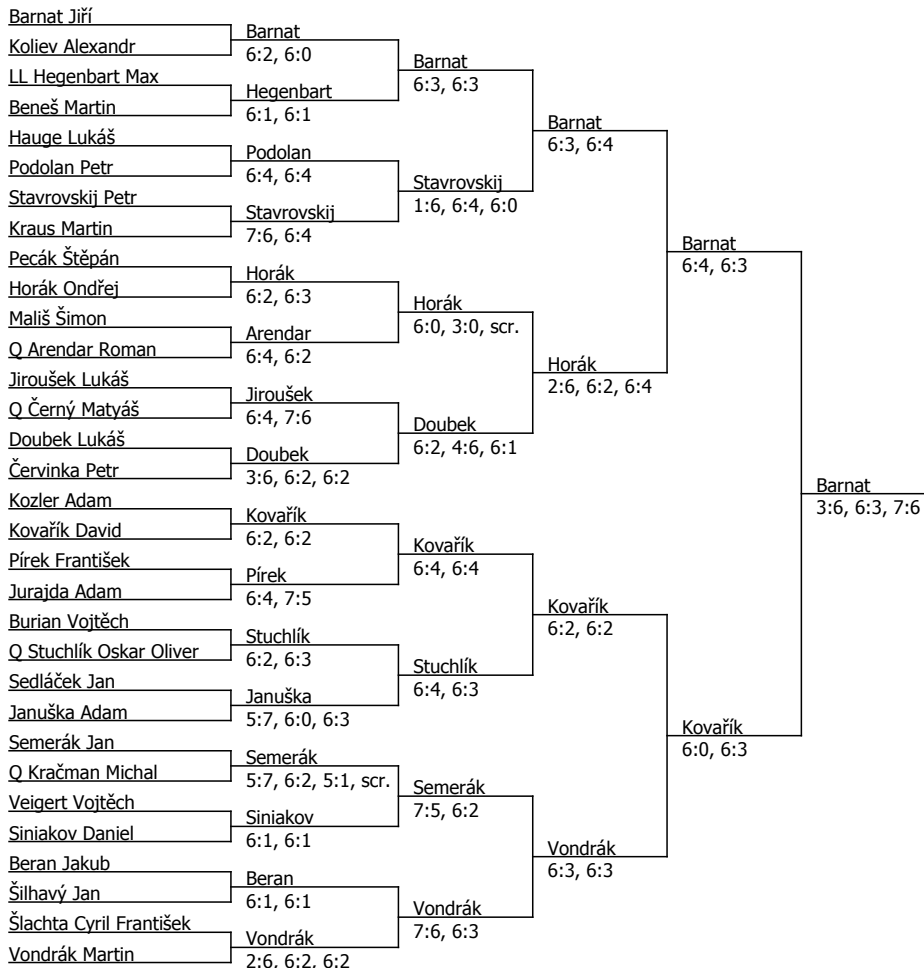 Barnat Jiří
Koliev Alexandr
LL Hegenbart Max
Beneš Martin
Hauge Lukáš
Podolan Petr
Stavrovskij Petr
Kraus Martin
Pecák Štěpán
Horák Ondřej
Mališ Šimon
Q Arendar Roman
Jiroušek Lukáš
Q Černý Matyáš
Doubek Lukáš
Červinka Petr
Kozler Adam
Kovařík David
Pírek František
Jurajda Adam
Burian Vojtěch
Q Stuchlík Oskar Oliver
Sedláček Jan
Januška Adam
Semerák Jan
Q Kračman Michal
Veigert Vojtěch
Siniakov Daniel
Beran Jakub
Šilhavý Jan
Šlachta Cyril František
Vondrák Martin
Barnat
6:2, 6:0
Hegenbart
6:1, 6:1
Podolan
6:4, 6:4
Stavrovskij
7:6, 6:4
Horák
6:2, 6:3
Arendar
6:4, 6:2
Jiroušek
6:4, 7:6
Doubek
3:6, 6:2, 6:2
Kovařík
6:2, 6:2
Pírek
6:4, 7:5
Stuchlík
6:2, 6:3
Januška
5:7, 6:0, 6:3
Semerák
5:7, 6:2, 5:1, scr.
Siniakov
6:1, 6:1
Beran
6:1, 6:1
Vondrák
2:6, 6:2, 6:2
Barnat
6:3, 6:3
Stavrovskij
1:6, 6:4, 6:0
Horák
6:0, 3:0, scr.
Doubek
6:2, 4:6, 6:1
Kovařík
6:4, 6:4
Stuchlík
6:4, 6:3
Semerák
7:5, 6:2
Vondrák
7:6, 6:3
Barnat
6:3, 6:4
Horák
2:6, 6:2, 6:4
Kovařík
6:2, 6:2
Vondrák
6:3, 6:3
Barnat
6:4, 6:3
Kovařík
6:0, 6:3
Barnat
3:6, 6:3, 7:6